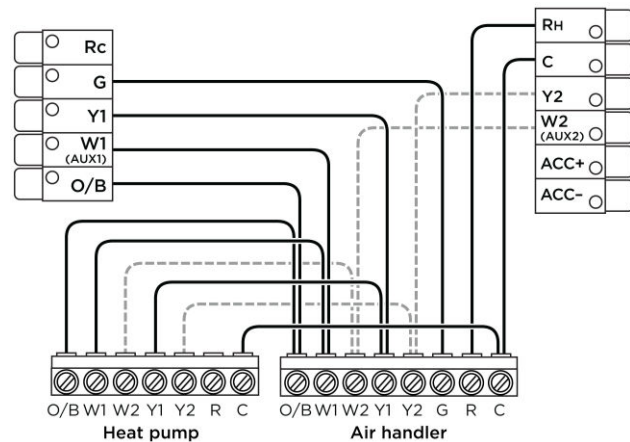 Rc
G
Y1
W1
(AUX1)
O/B
RH
C
Y2
W2
(AUX2)
ACC+
ACC−
O/B W1 W2 Y1 Y2 R C
Heat pump
O/B W1 W2 Y1 Y2 G R C
Air handler